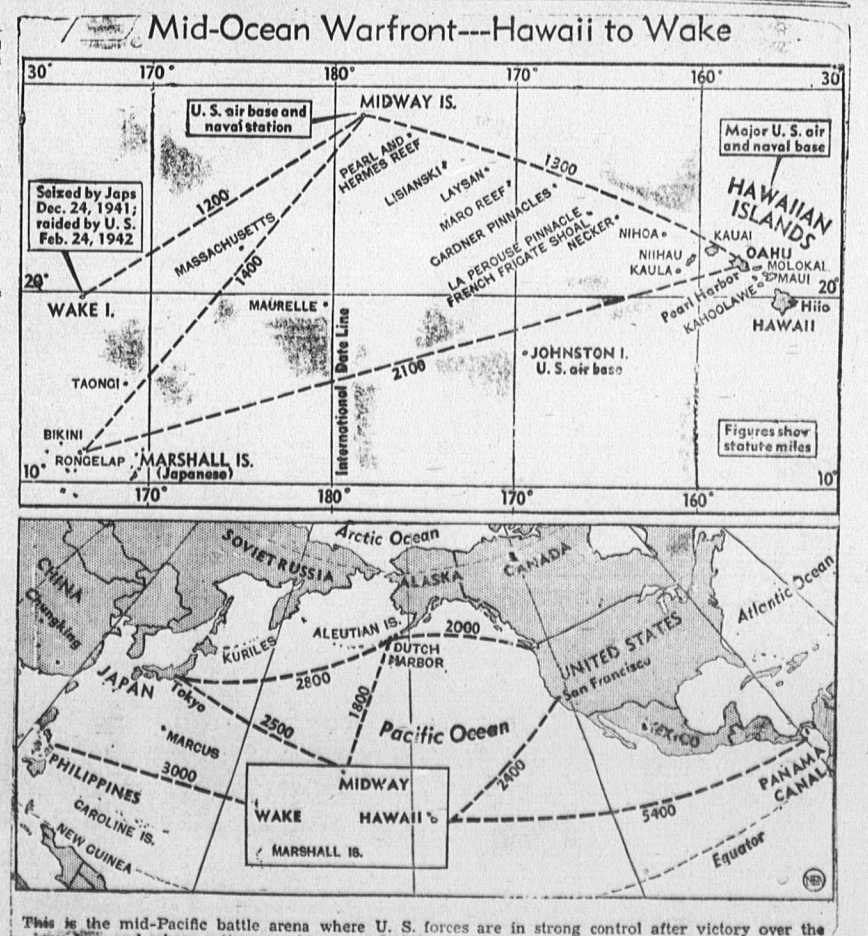 Mid-Ocean Warfront---Hawaii to Wake
30° 170° 180° 170° 160° 30°
MIDWAY IS.
U. S. air base and
naval station
Major U. S. air
and naval base
PEARL AND
HERMES REEF
LISIANSKI
LAYSAN
MARO REEF
GARDNER PINNACLES
LA PEROUSE PINNACLE
FRENCH FRIGATE SHOAL
NECKER
1300
HAWAIIAN
ISLANDS
Seized by Japs
Dec. 24, 1941;
raided by U. S.
Feb. 24, 1942
1200
MASSACHUSETTS
1400
NIHOA
KAUAI
NIIHAU
KAULA
OAHU
MOLOKAI
MAUI
Pearl Harbor
KAHOOLAWE
Hilo
HAWAII
20°
20°
WAKE I.
MAURELLE
International Date Line
JOHNSTON I.
U. S. air base
2100
TAONGI
BIKINI
RONGELAP
MARSHALL IS.
(Japanese)
Figures show
statute miles
10° 10°
170° 180° 170° 160°
Arctic Ocean
SOVIET RUSSIA
ALASKA
CANADA
CHINA
Chungking
Atlantic Ocean
KURILES
ALEUTIAN IS.
2000
DUTCH
HARBOR
UNITED STATES
San Francisco
JAPAN
Tokyo
2800
1800
2500
Pacific Ocean
MARCUS
MEXICO
PHILIPPINES
3000
MIDWAY
2400
PANAMA
CANAL
CAROLINE IS.
WAKE
HAWAII
5400
NEW GUINEA
MARSHALL IS.
Equator
This is the mid-Pacific battle arena where U. S. forces are in strong control after victory over the